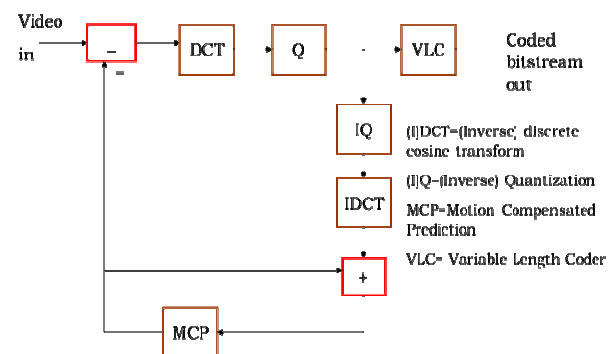 Video
in
–
=
DCT
Q
-
VLC
Coded
bitstream
out
IQ
(I)DCT=(Inverse) discrete
cosine transform
(I)Q–(Inverse) Quantization
IDCT
MCP=Motion Compensated
Prediction
VLC= Variable Length Coder
+
MCP